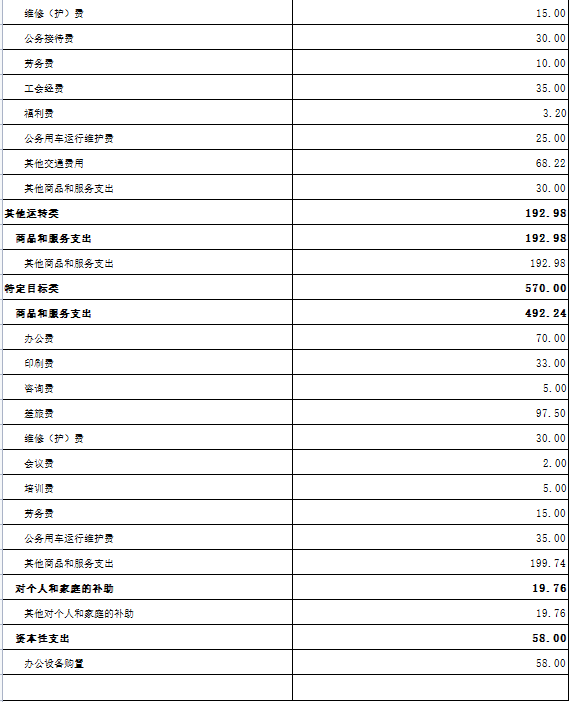 维修（护）费 15.00
公务接待费 30.00
劳务费 10.00
工会经费 35.00
福利费 3.20
公务用车运行维护费 25.00
其他交通费用 68.22
其他商品和服务支出 30.00
其他运转类 192.98
商品和服务支出 192.98
其他商品和服务支出 192.98
特定目标类 570.00
商品和服务支出 492.24
办公费 70.00
印刷费 33.00
咨询费 5.00
差旅费 97.50
维修（护）费 30.00
会议费 2.00
培训费 5.00
劳务费 15.00
公务用车运行维护费 35.00
其他商品和服务支出 199.74
对个人和家庭的补助 19.76
其他对个人和家庭的补助 19.76
资本性支出 58.00
办公设备购置 58.00